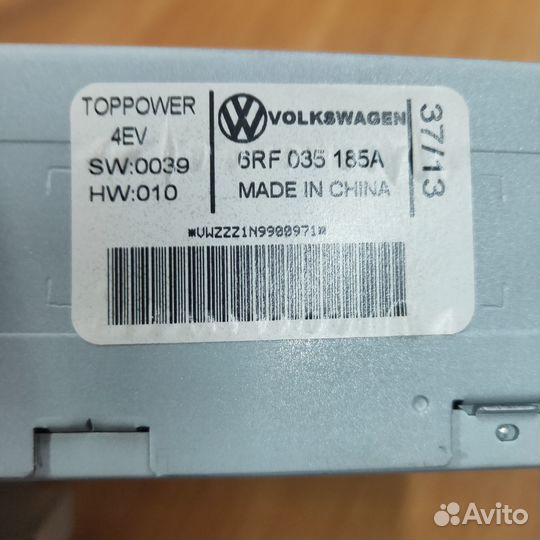 TOPPOWER
4EV
SW:0039
HW:010
VOLKSWAGEN
6RF 035 185A
MADE IN CHINA
37/13
*VWZZZ1N9900971*
Avito